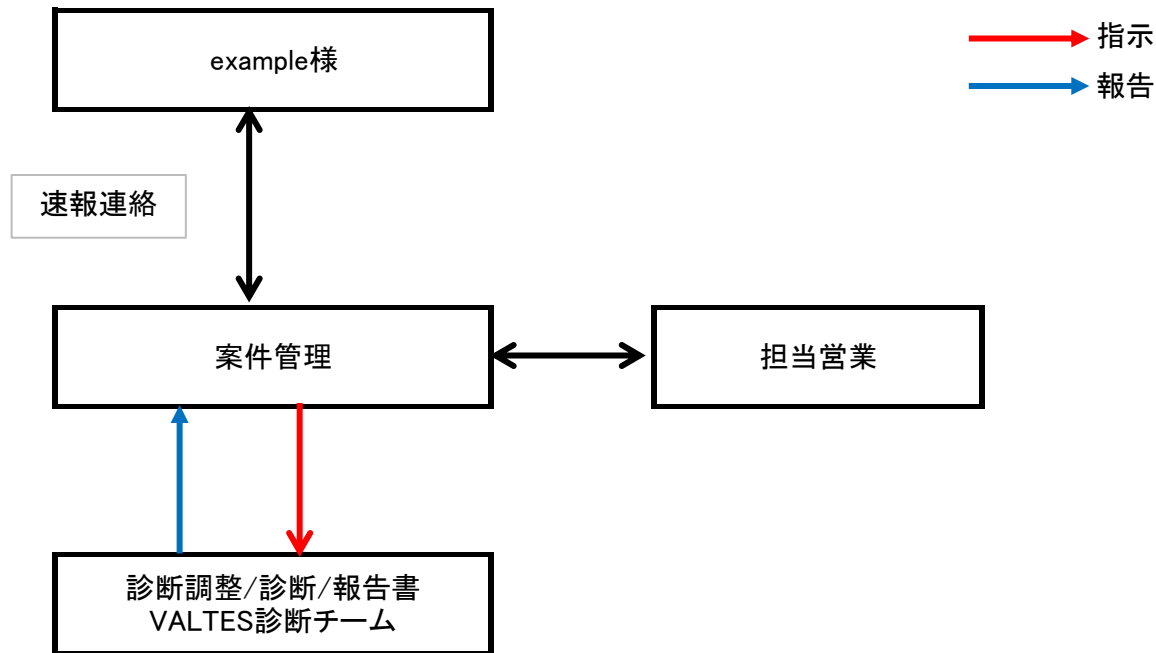 example様
指示
報告
速報連絡
案件管理
担当営業
診断調整/診断/報告書
VALTES診断チーム